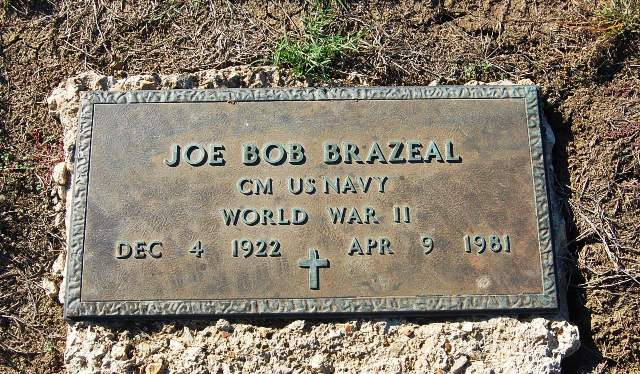 JOE BOB BRAZEAL
CM US NAVY
WORLD WAR II
DEC 4 1922 APR 9 1981